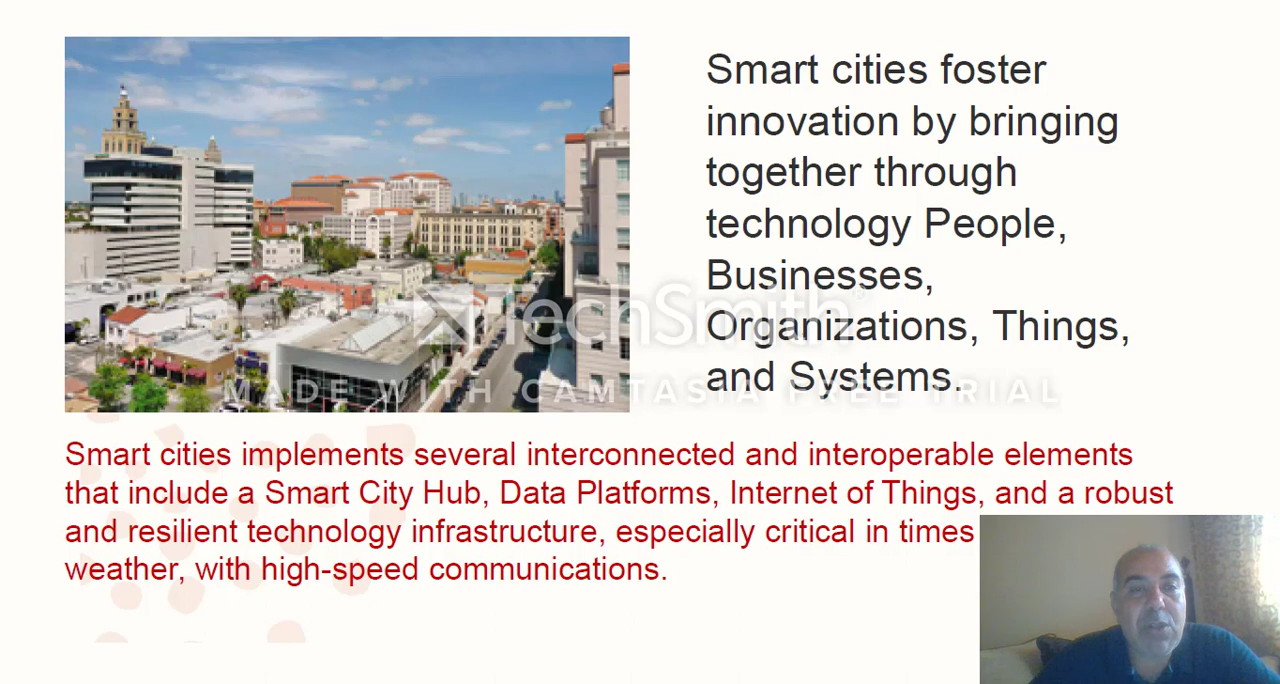 Smart cities foster
innovation by bringing
together through
technology People,
Businesses,
Organizations, Things,
and Systems.
TechSmith®
MADE WITH CAMTASIA FREE TRIAL
Smart cities implements several interconnected and interoperable elements
that include a Smart City Hub, Data Platforms, Internet of Things, and a robust
and resilient technology infrastructure, especially critical in times
weather, with high-speed communications.